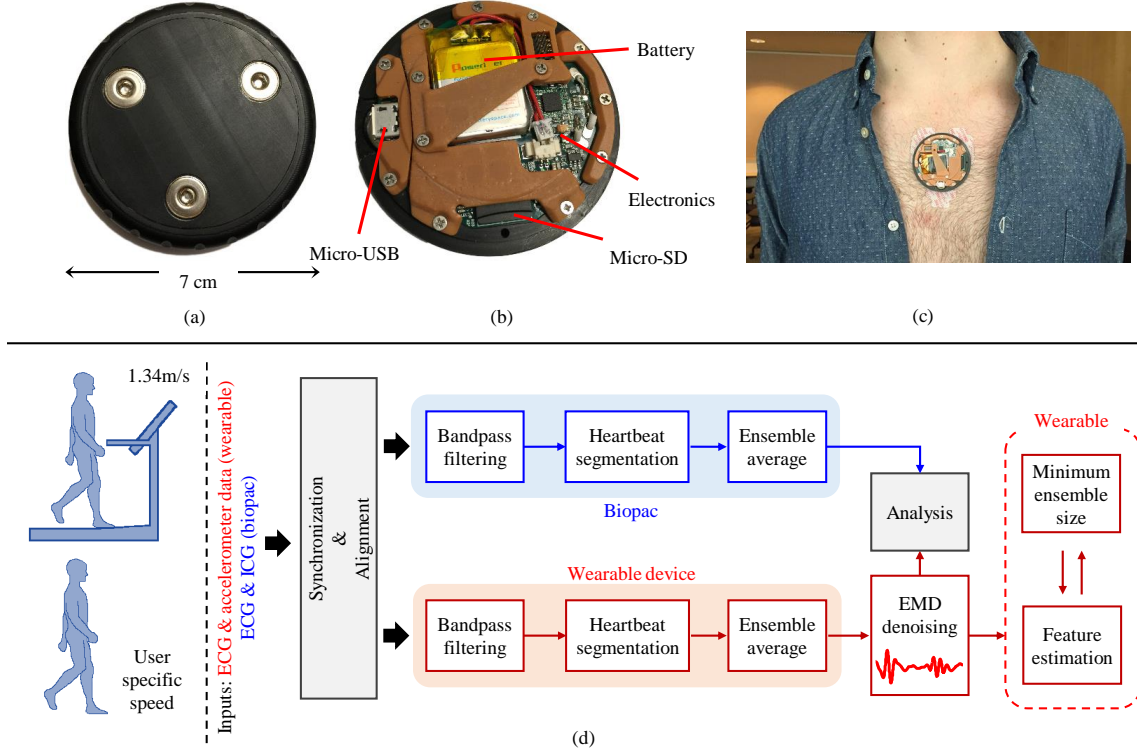 Battery
Electronics
Micro-USB
Micro-SD
7 cm
(a)
(b)
(c)
1.34m/s
User
specific
speed
Inputs: ECG & accelerometer data (wearable)
ECG & ICG (biopac)
Synchronization
&
Alignment
Bandpass
filtering
Heartbeat
segmentation
Ensemble
average
Biopac
Wearable device
Bandpass
filtering
Heartbeat
segmentation
Ensemble
average
Analysis
EMD
denoising
Wearable
Minimum
ensemble
size
Feature
estimation
(d)